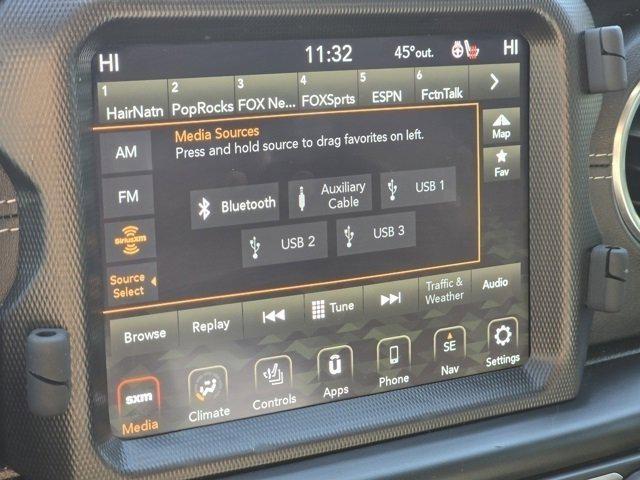 HI 11:32 45°out. HI
1 HairNatn 2 PopRocks 3 FOX Ne... 4 FOXSprts 5 ESPN 6 FctnTalk
Media Sources
Press and hold source to drag favorites on left.
AM
FM
SiriusXM
Source
Select
Bluetooth
Auxiliary
Cable
USB 1
USB 2
USB 3
Map
Fav
Browse
Replay
Tune
Traffic &
Weather
Audio
sxm
Media
Climate
Controls
Apps
Phone
SE
Nav
Settings